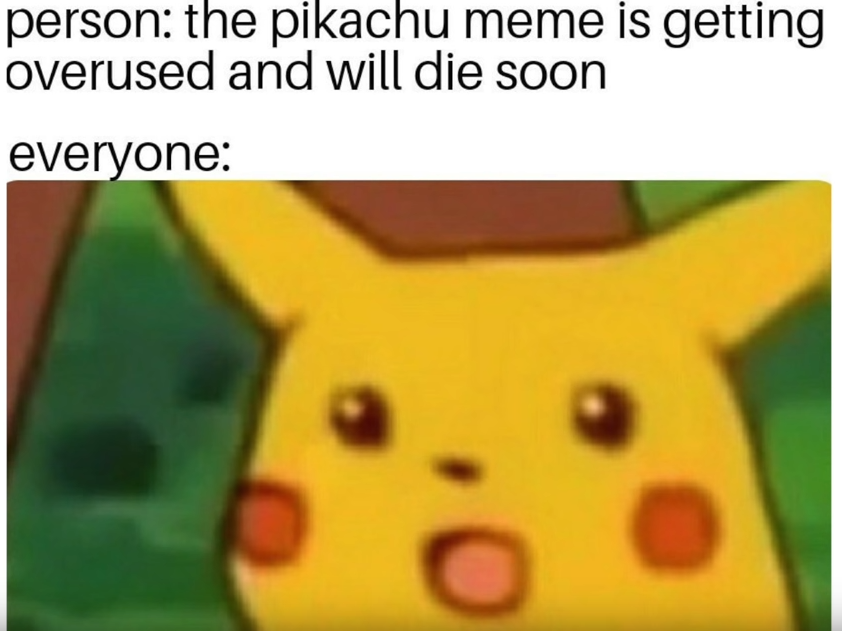 person: the pikachu meme is getting
overused and will die soon
everyone: